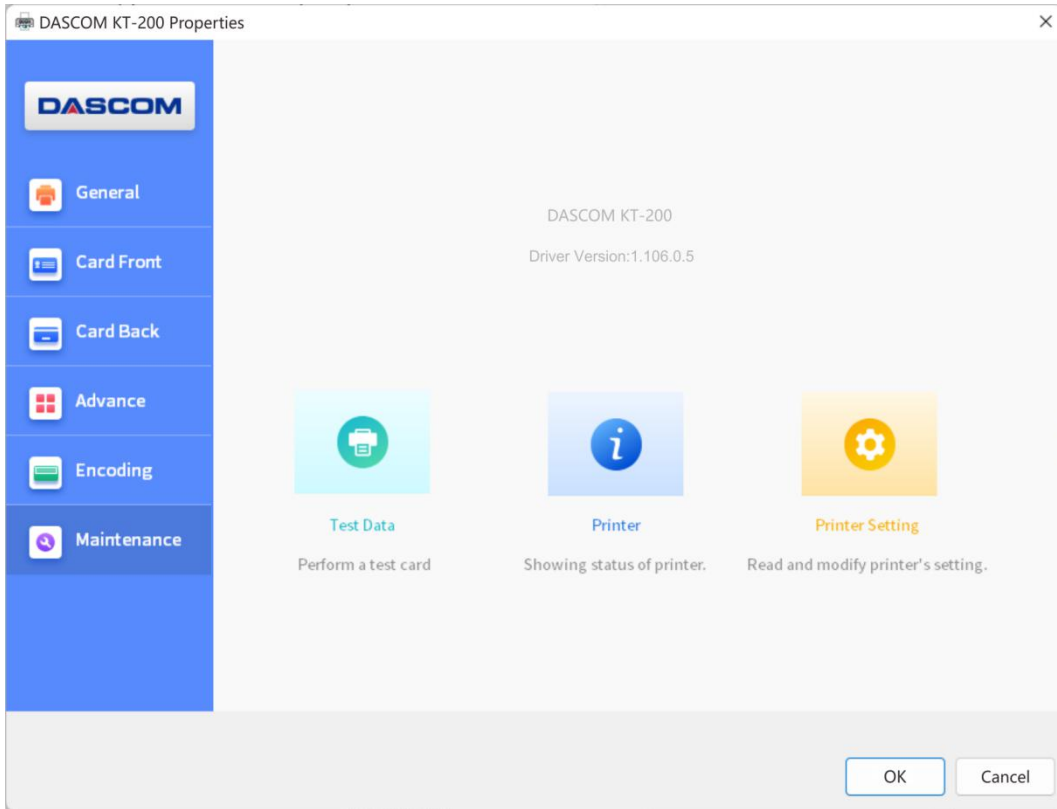 DASCOM KT-200 Properties
DASCOM
General
Card Front
Card Back
Advance
Encoding
Maintenance
DASCOM KT-200
Driver Version:1.106.0.5
Test Data
Perform a test card
Printer
Showing status of printer.
Printer Setting
Read and modify printer's setting.
OK
Cancel